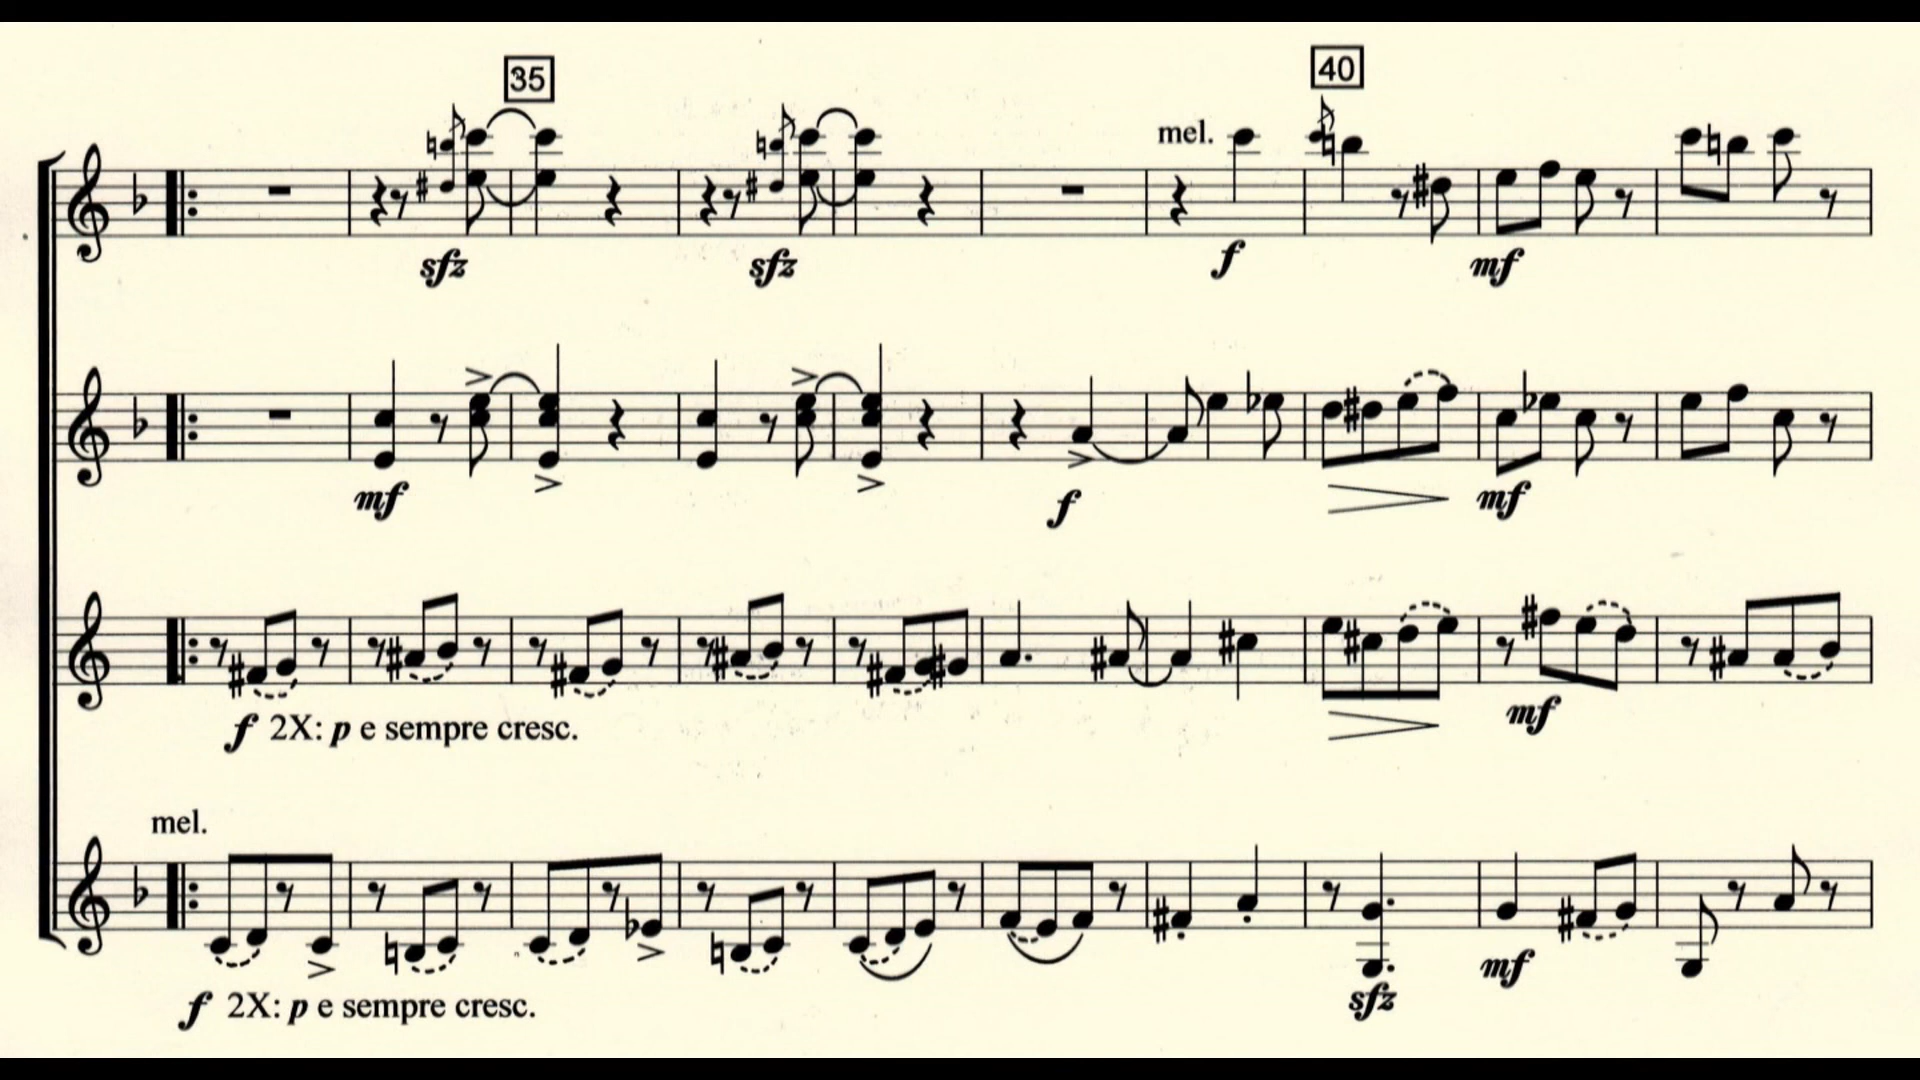 35
40
mel.
sfz
sfz
f
mf
mf
f
mf
f 2X: p e sempre cresc.
mf
mel.
sfz
mf
f 2X: p e sempre cresc.